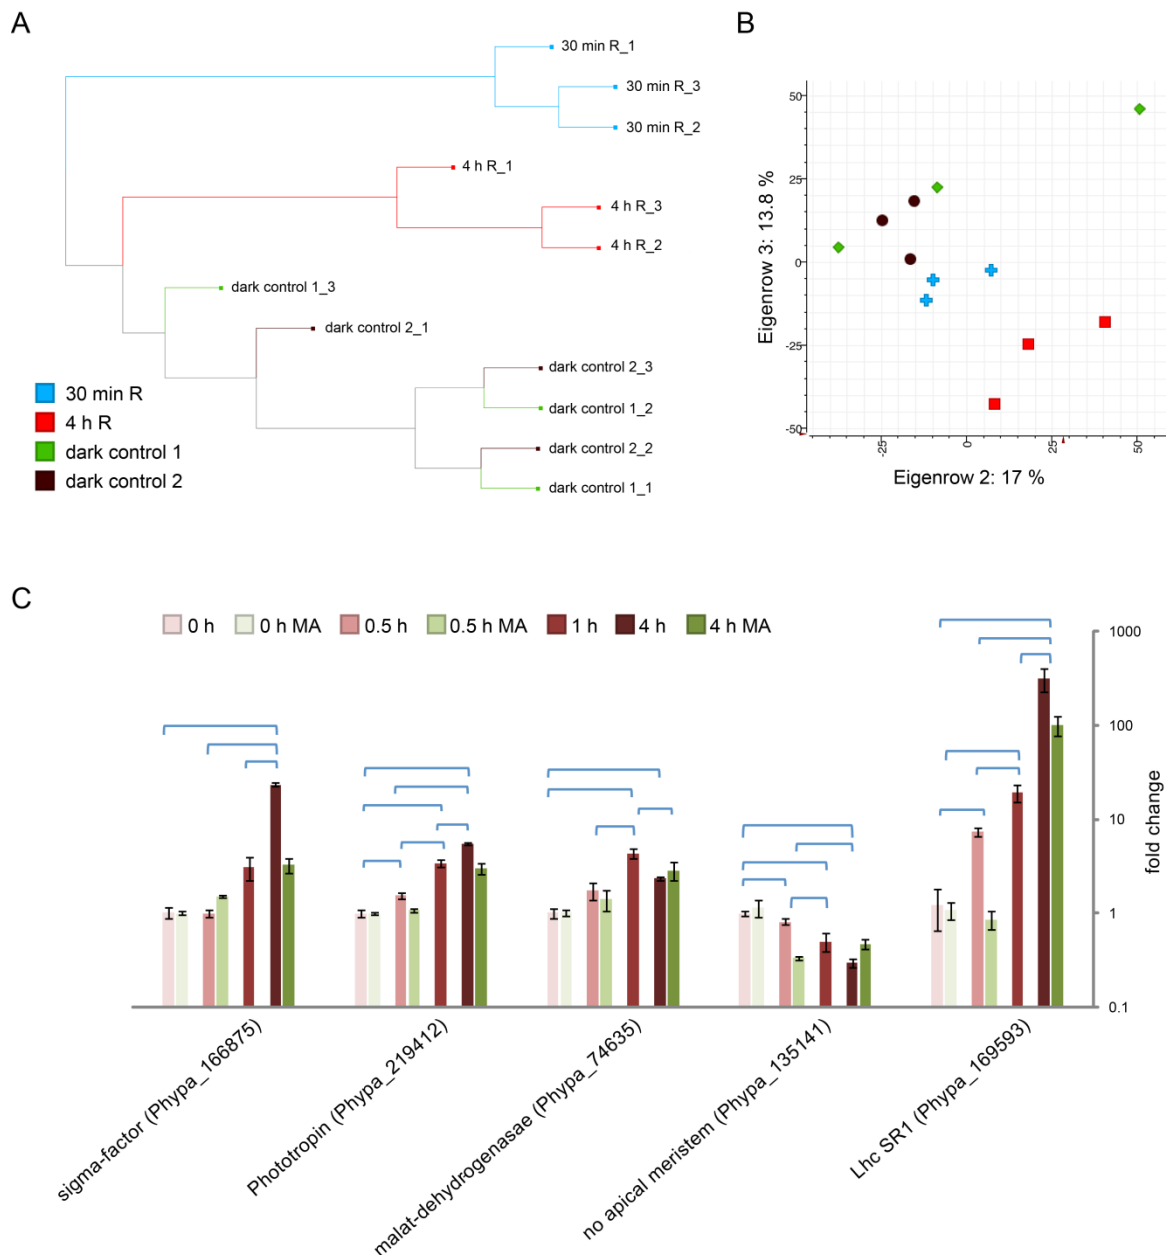 A
30 min R_1
30 min R_3
30 min R_2
4 h R_1
4 h R_3
4 h R_2
dark control 1_3
dark control 2_1
dark control 2_3
dark control 1_2
dark control 2_2
dark control 1_1
30 min R
4 h R
dark control 1
dark control 2
B
50
25
0
-25
-50
Eigenrow 3: 13.8 %
-25
0
25
50
Eigenrow 2: 17 %
C
0 h
0 h MA
0.5 h
0.5 h MA
1 h
4 h
4 h MA
1000
100
10
1
0.1
fold change
sigma-factor (Phypa_166875)
Phototropin (Phypa_219412)
malat-dehydrogenasae (Phypa_74635)
no apical meristem (Phypa_135141)
Lhc SR1 (Phypa_169593)